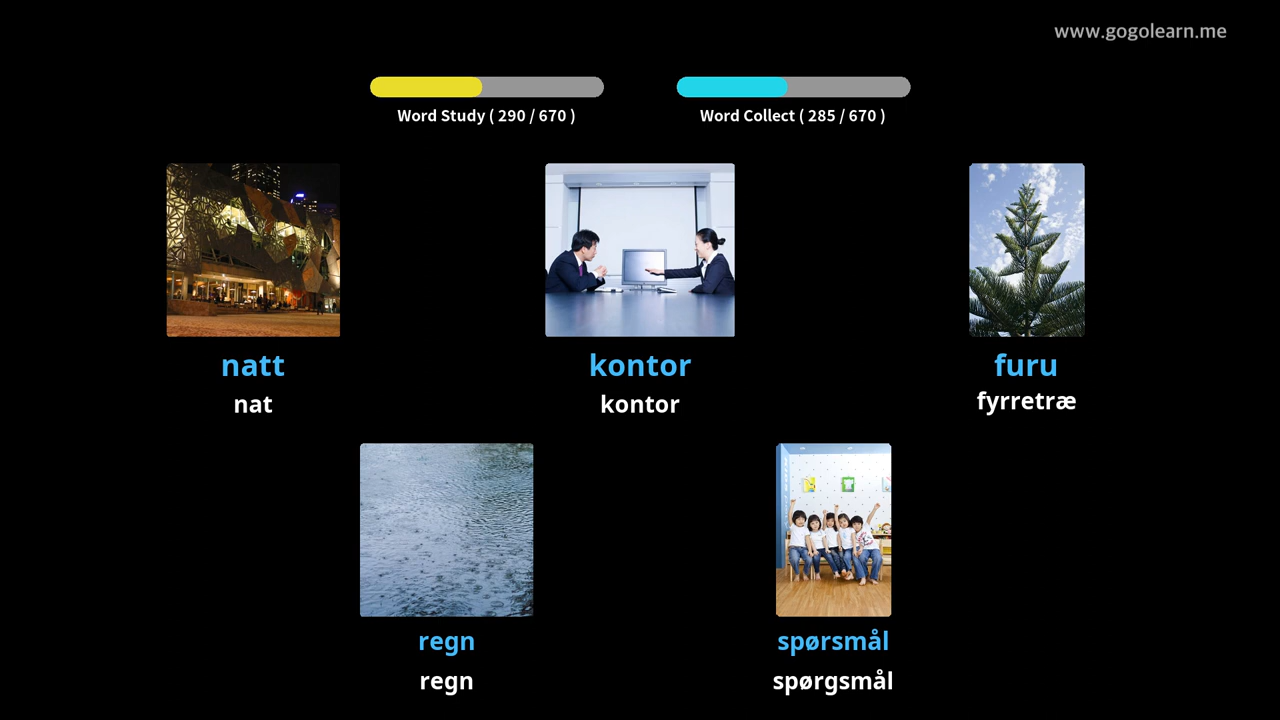 www.gogolearn.me
Word Study ( 290 / 670 )
Word Collect ( 285 / 670 )
natt
nat
kontor
kontor
furu
fyrretræ
regn
regn
spørsmål
spørgsmål